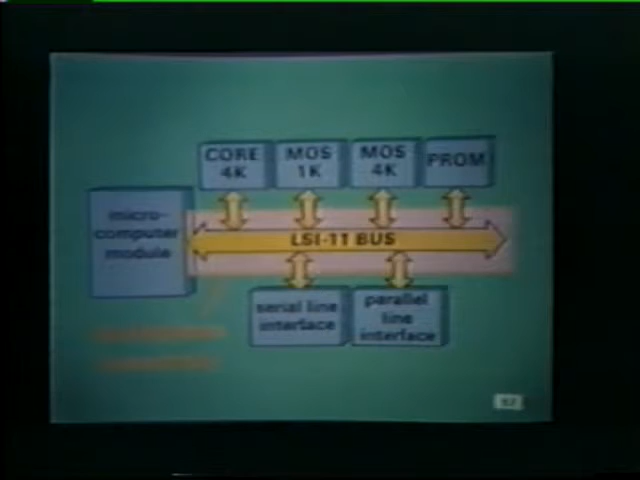 CORE
4K
MOS
1K
MOS
4K
PROM
micro-
computer
module
LSI-11 BUS
serial line
interface
parallel
line
interface